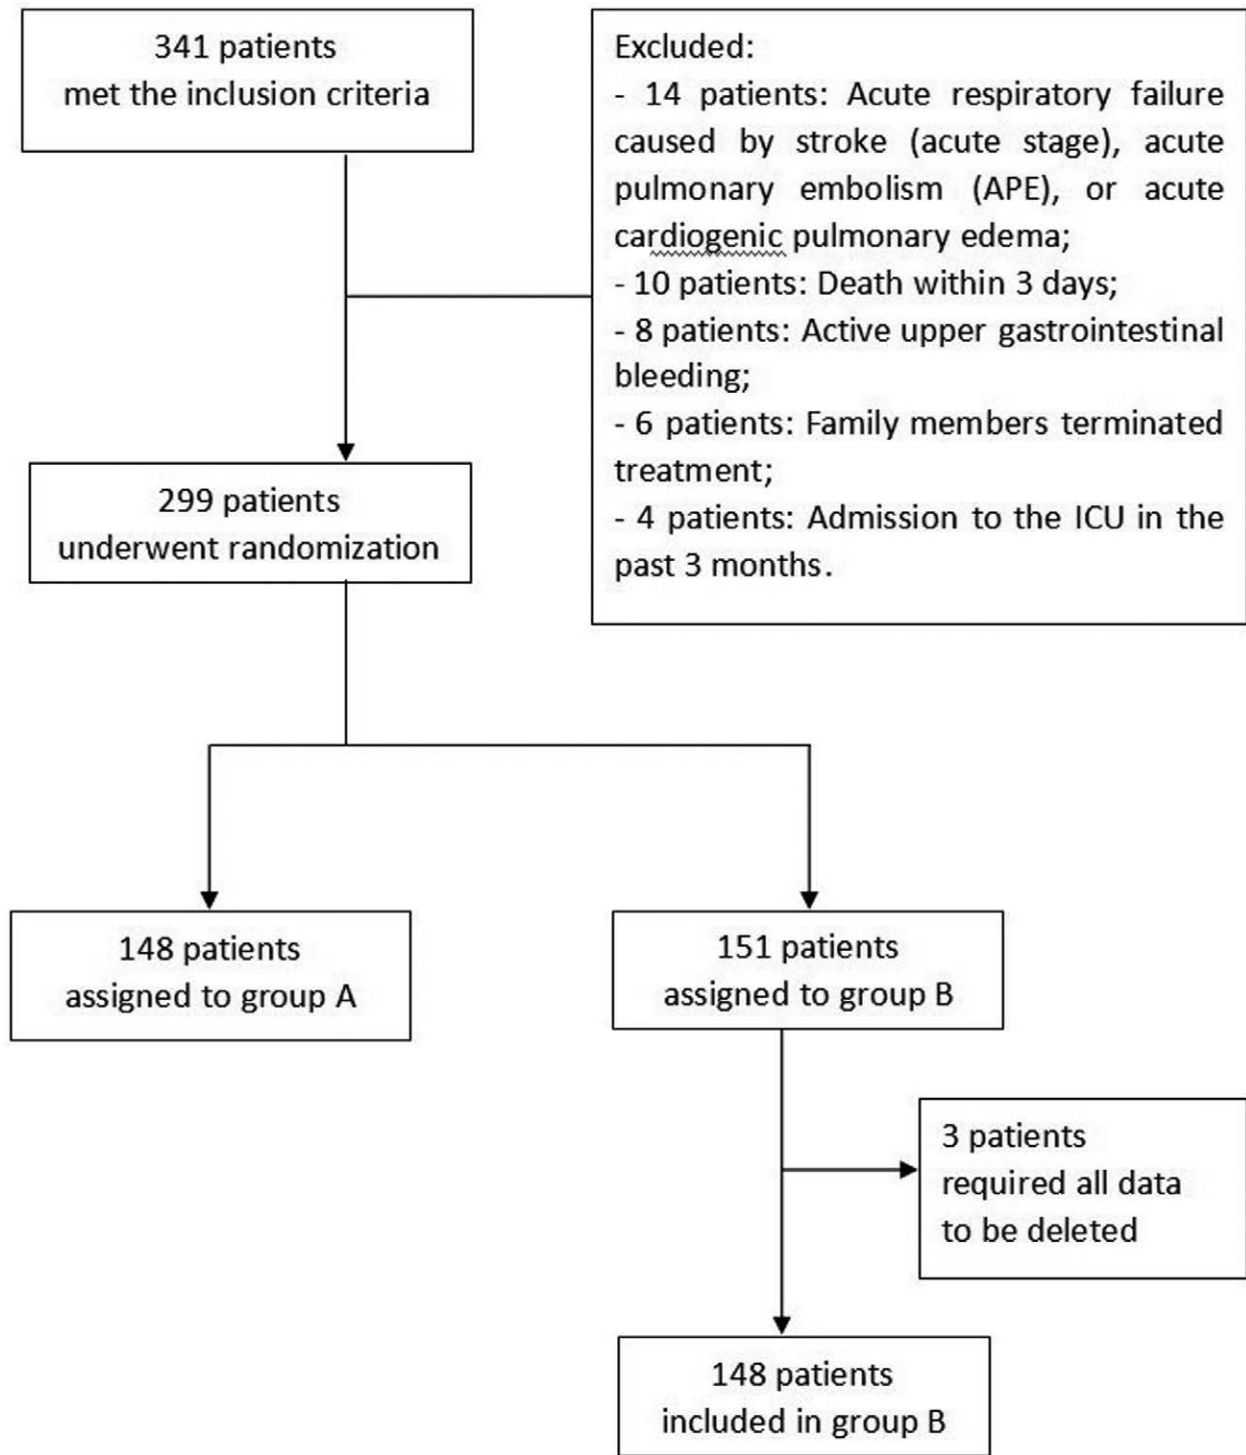 341 patients
met the inclusion criteria
Excluded:
- 14 patients: Acute respiratory failure
caused by stroke (acute stage), acute
pulmonary embolism (APE), or acute
cardiogenic pulmonary edema;
- 10 patients: Death within 3 days;
- 8 patients: Active upper gastrointestinal
bleeding;
- 6 patients: Family members terminated
treatment;
- 4 patients: Admission to the ICU in the
past 3 months.
299 patients
underwent randomization
148 patients
assigned to group A
151 patients
assigned to group B
3 patients
required all data
to be deleted
148 patients
included in group B